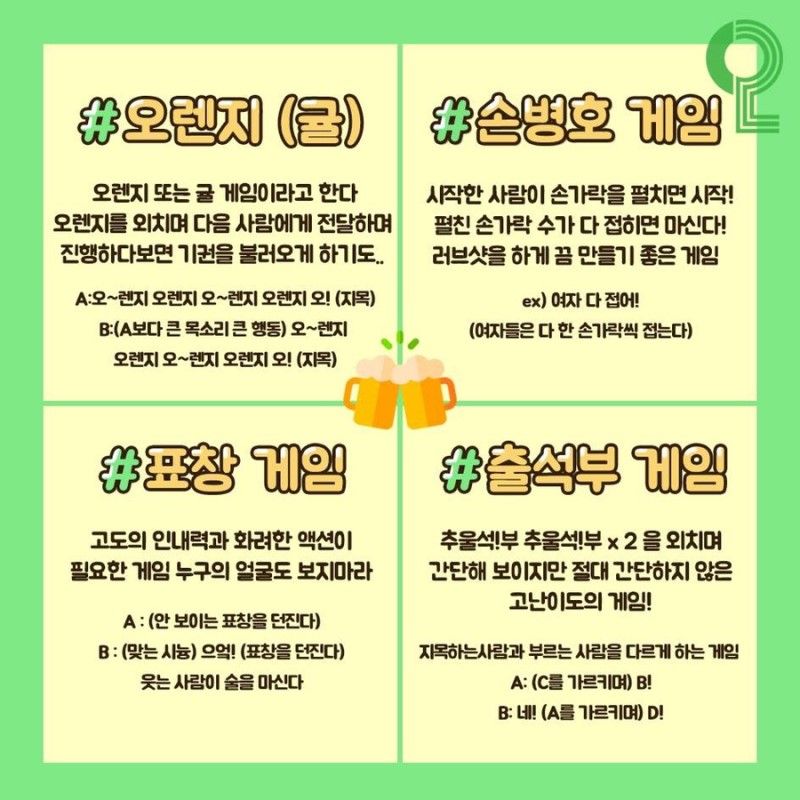 #오렌지 (귤)
오렌지 또는 귤 게임이라고 한다
오렌지를 외치며 다음 사람에게 전달하며
진행하다보면 기권을 불러오게 하기도..
A:오~렌지 오렌지 오~렌지 오렌지 오! (지목)
B:(A보다 큰 목소리 큰 행동) 오~렌지
오렌지 오~렌지 오렌지 오! (지목)
#손병호 게임
시작한 사람이 손가락을 펼치면 시작!
펼친 손가락 수가 다 접히면 마신다!
러브샷을 하게 끔 만들기 좋은 게임
ex) 여자 다 접어!
(여자들은 다 한 손가락씩 접는다)
#표창 게임
고도의 인내력과 화려한 액션이
필요한 게임 누구의 얼굴도 보지마라
A : (안 보이는 표창을 던진다)
B : (맞는 시늉) 으억! (표창을 던진다)
웃는 사람이 술을 마신다
#출석부 게임
추울석!부 추울석!부 x 2 을 외치며
간단해 보이지만 절대 간단하지 않은
고난이도의 게임!
지목하는사람과 부르는 사람을 다르게 하는 게임
A: (C를 가르키며) B!
B: 네! (A를 가르키며) D!